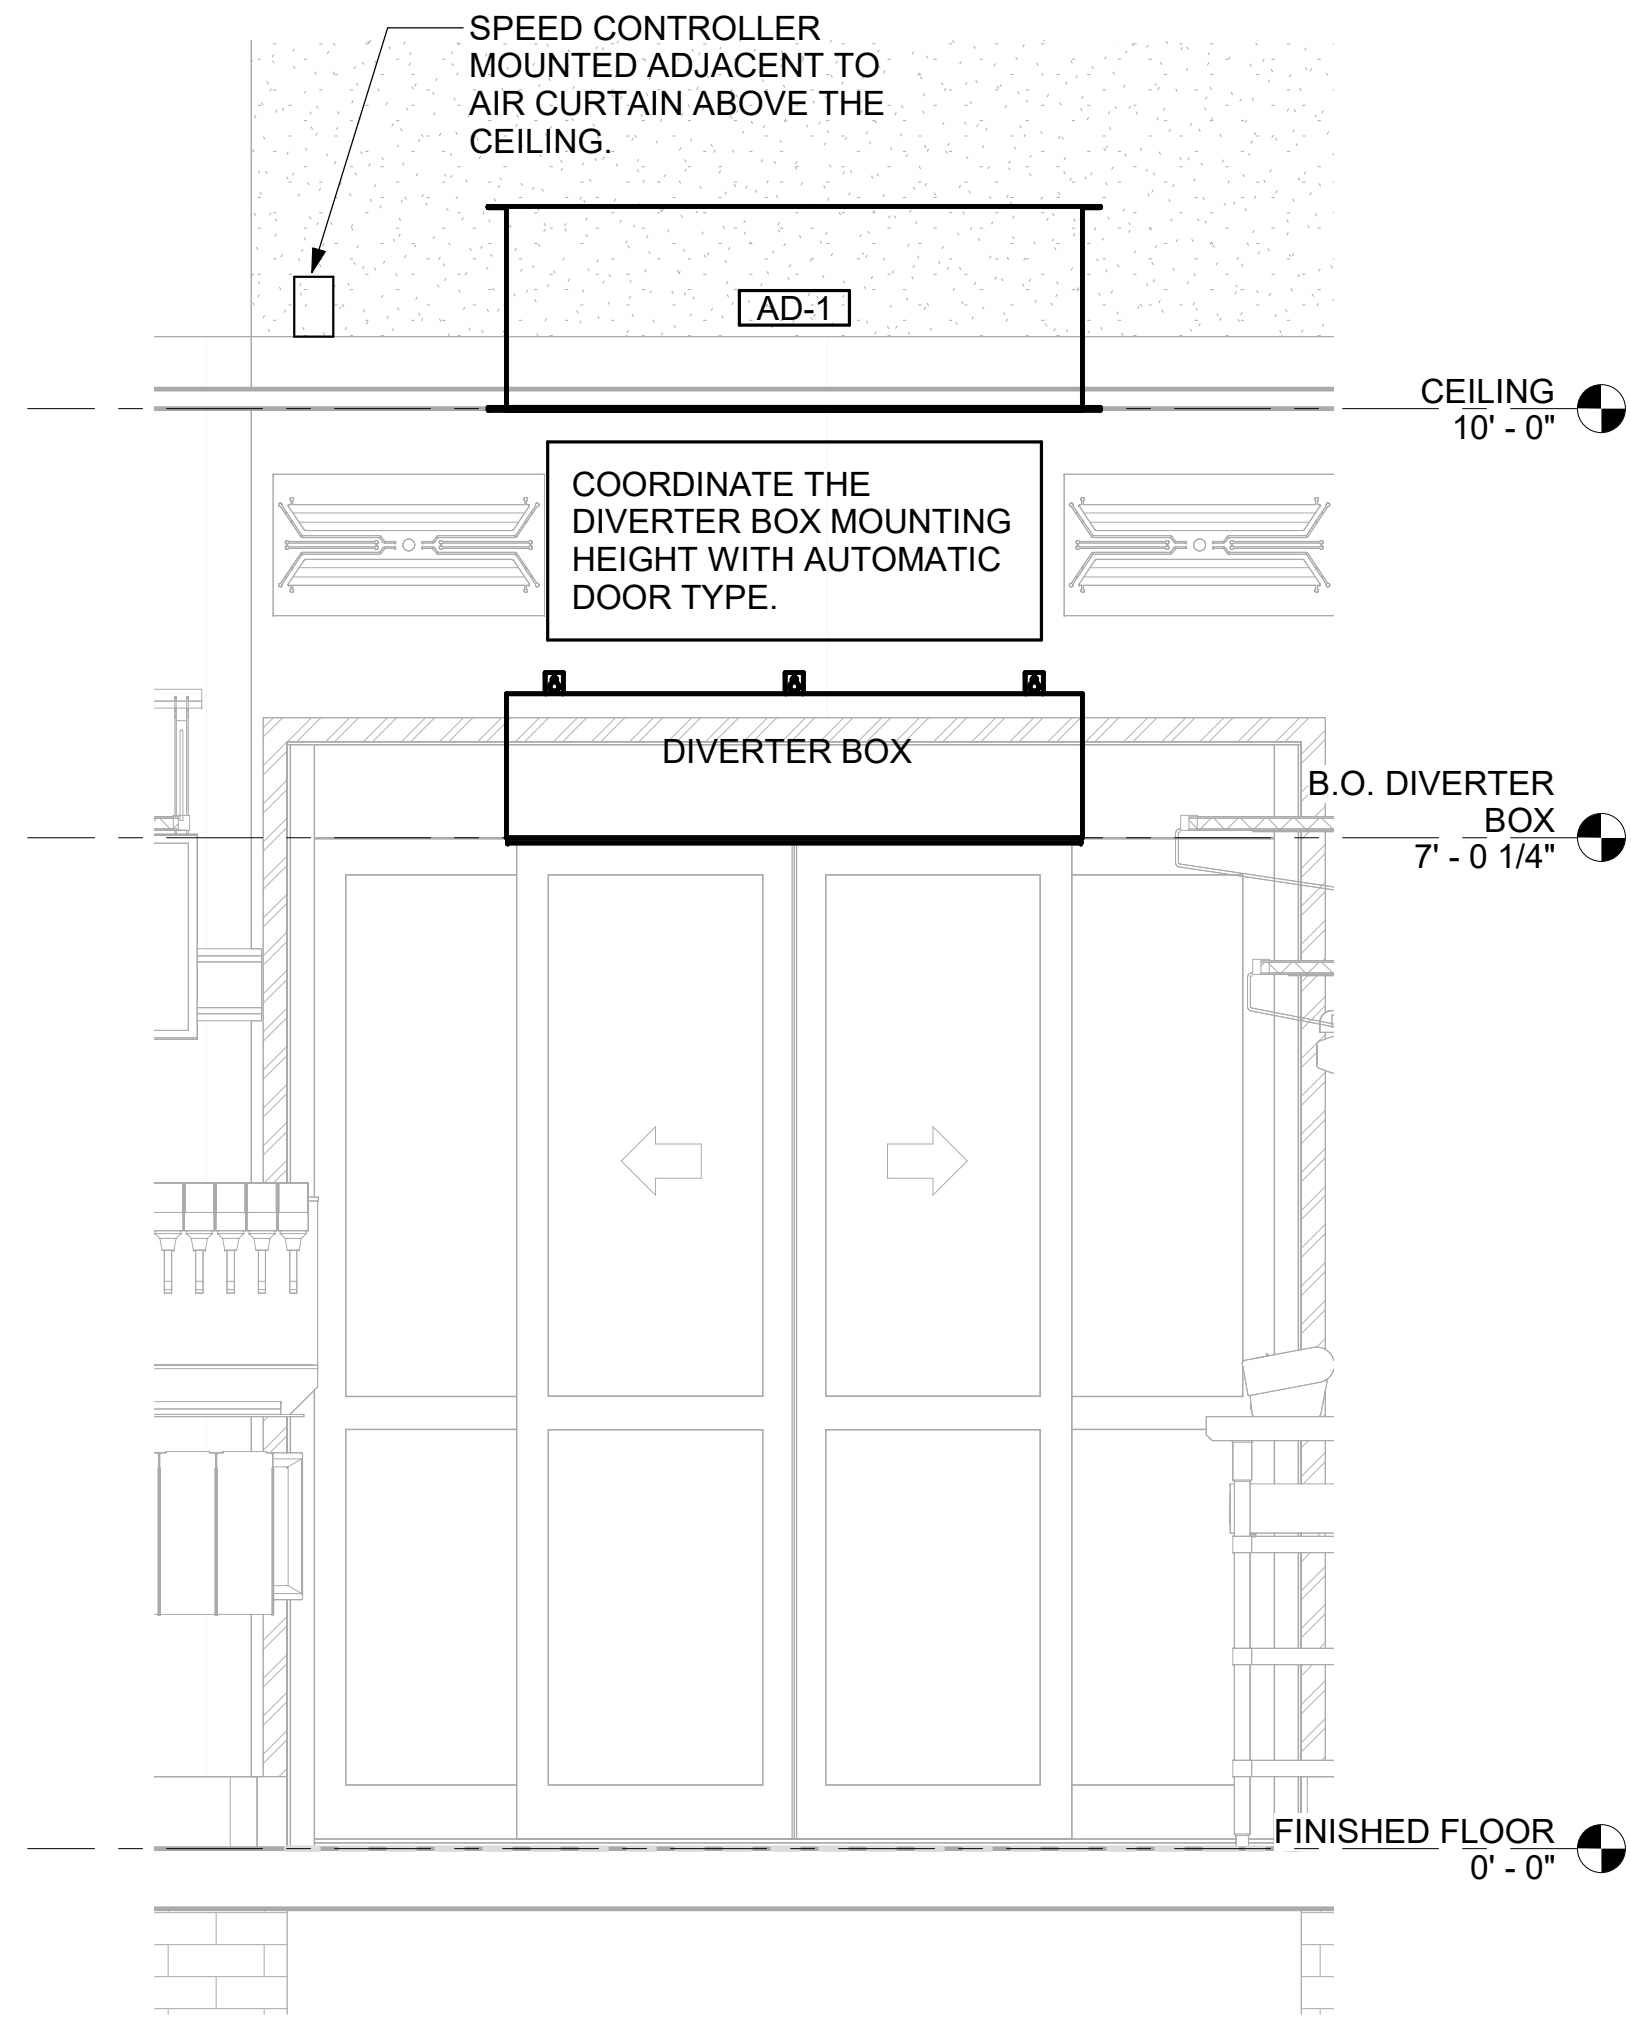 SPEED CONTROLLER
MOUNTED ADJACENT TO
AIR CURTAIN ABOVE THE
CEILING.
AD-1
CEILING
10' - 0"
COORDINATE THE
DIVERTER BOX MOUNTING
HEIGHT WITH AUTOMATIC
DOOR TYPE.
DIVERTER BOX
B.O. DIVERTER
BOX
7' - 0 1/4"
FINISHED FLOOR
0' - 0"